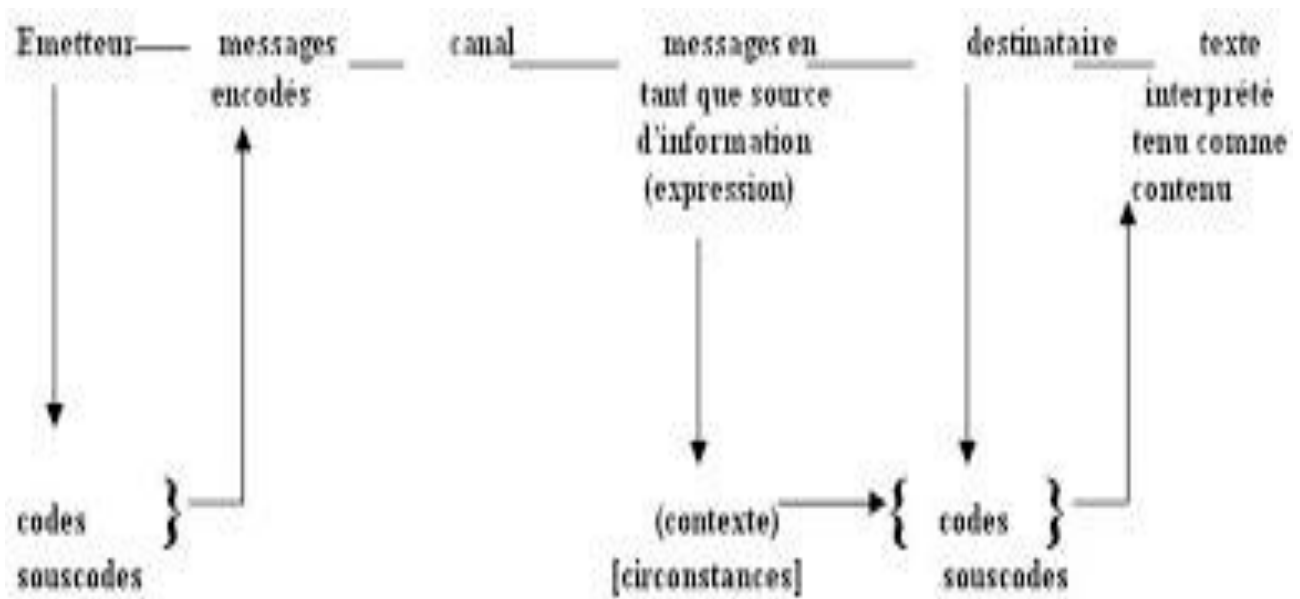 Emetteur messages canal messages en destinataire texte
encodés tant que source interprété
d'information tenu comme
(expression) contenu
codes } (contexte) { codes }
souscodes [circonstances] souscodes